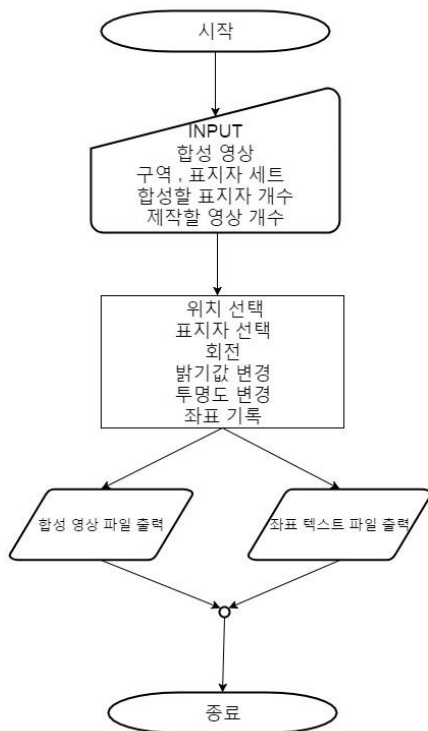 시작
INPUT
합성 영상
구역 , 표지자 세트
합성할 표지자 개수
제작할 영상 개수
위치 선택
표지자 선택
회전
밝기값 변경
투명도 변경
좌표 기록
합성 영상 파일 출력
좌표 텍스트 파일 출력
종료